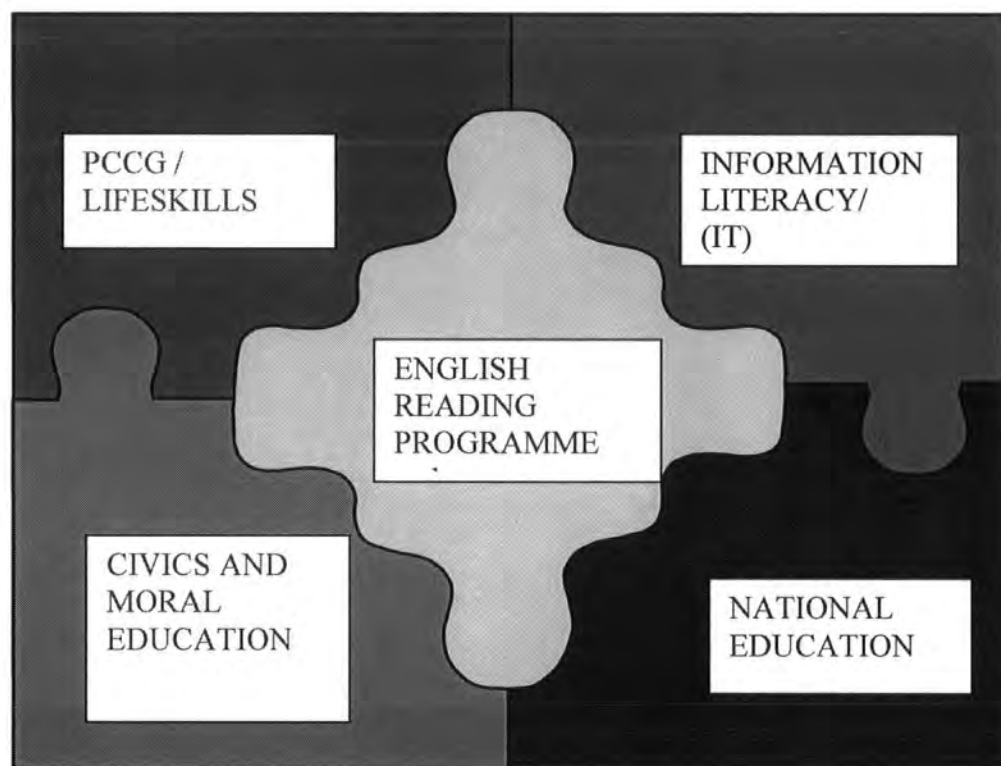 PCCG /
LIFESKILLS
INFORMATION
LITERACY/
(IT)
ENGLISH
READING
PROGRAMME
CIVICS AND
MORAL
EDUCATION
NATIONAL
EDUCATION